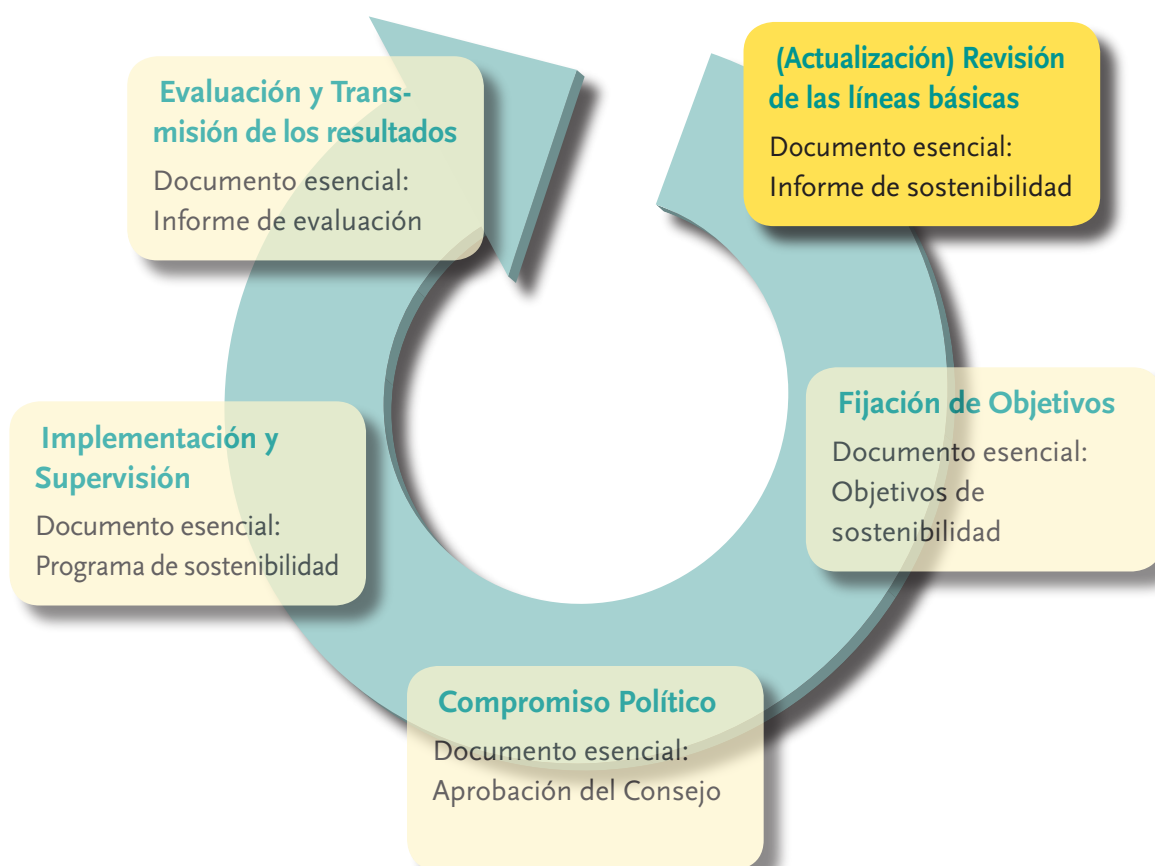 (Actualización) Revisión
de las líneas básicas
Documento esencial:
Informe de sostenibilidad
Fijación de Objetivos
Documento esencial:
Objetivos de
sostenibilidad
Compromiso Político
Documento esencial:
Aprobación del Consejo
Implementación y
Supervisión
Documento esencial:
Programa de sostenibilidad
Evaluación y Trans-
misión de los resultados
Documento esencial:
Informe de evaluación